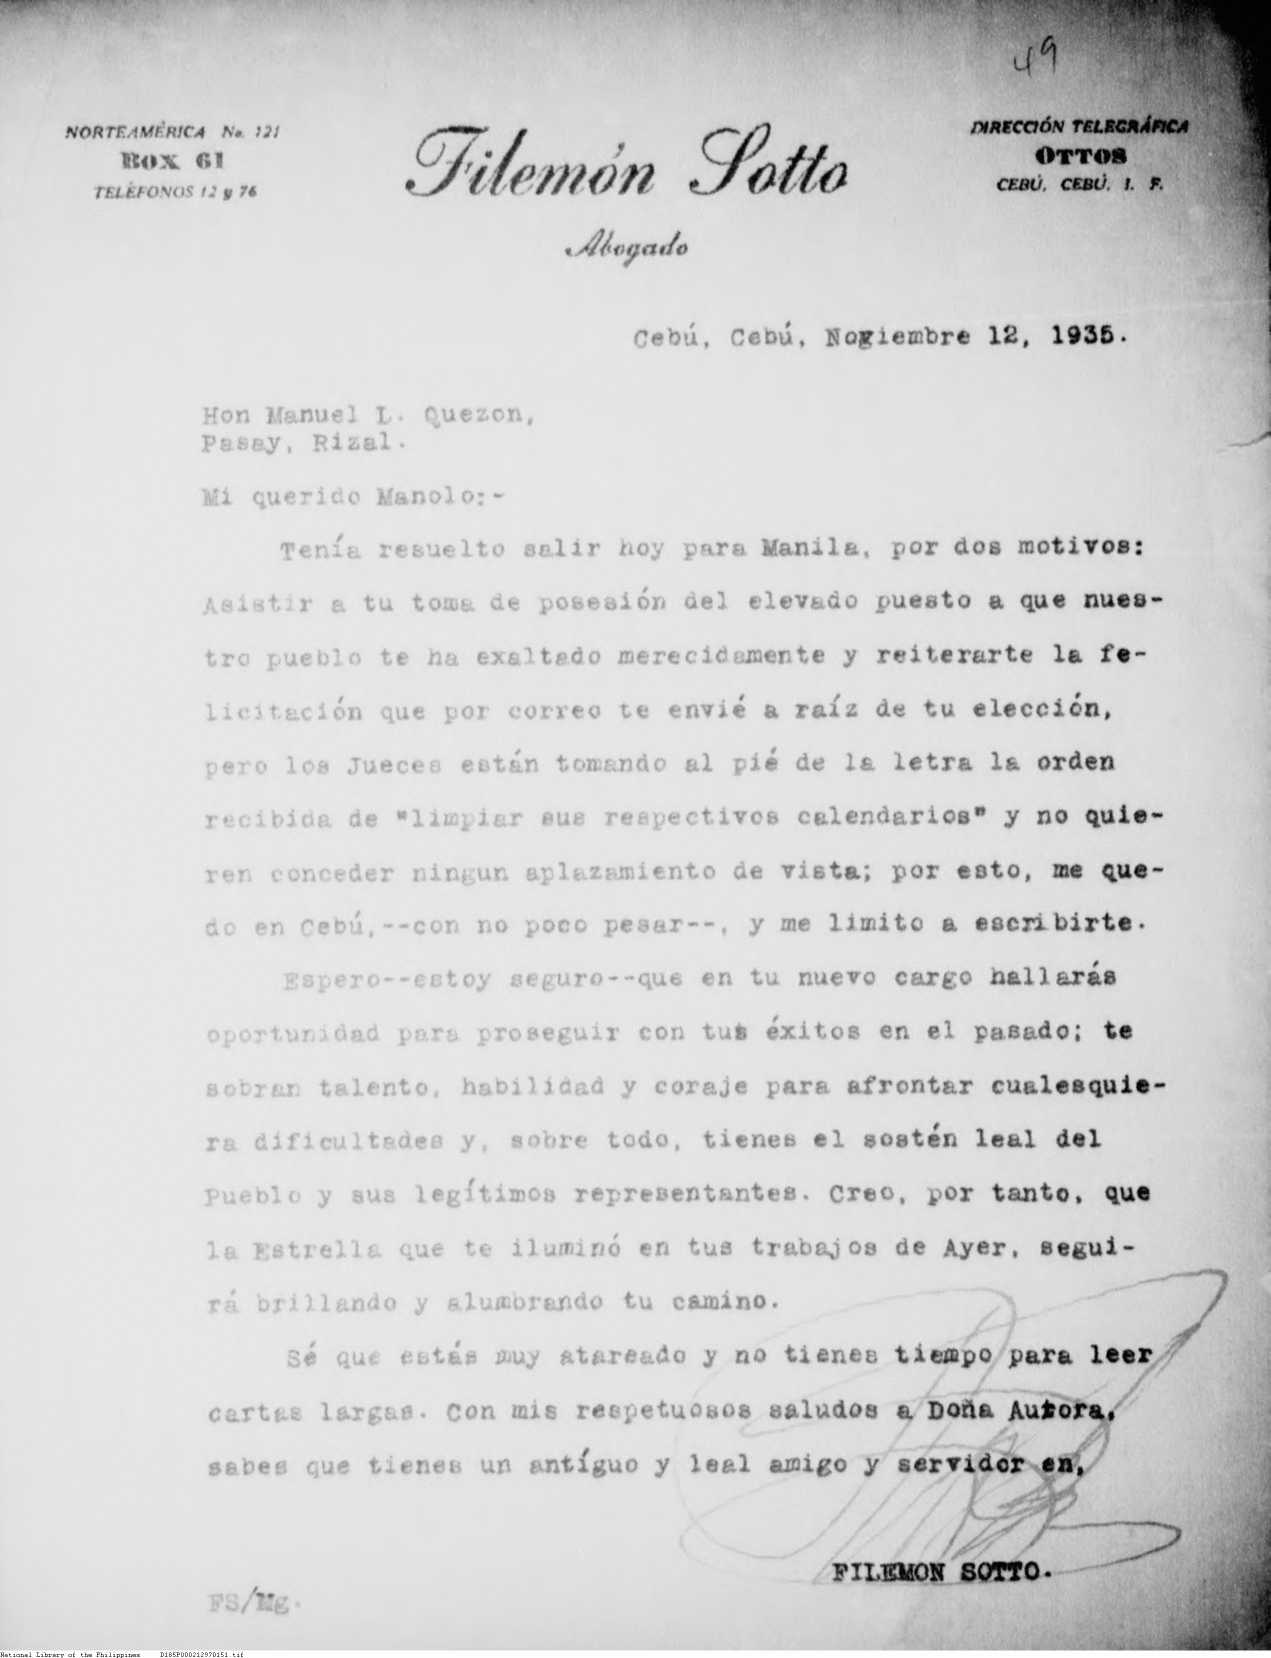 49
NORTEAMÉRICA No. 121
BOX 61
TELÉFONOS 12 y 76
Filemón Sotto
Abogado
DIRECCIÓN TELEGRÁFICA
OTTOS
CEBÚ, CEBÚ, I. F.
Cebú, Cebú, Nogiembre 12, 1935.
Hon Manuel L. Quezon,
Pasay, Rizal.
Mi querido Manolo:-
Tenía resuelto salir hoy para Manila, por dos motivos:
Asistir a tu toma de posesión del elevado puesto a que nues-
tro pueblo te ha exaltado merecidamente y reiterarte la fe-
licitación que por correo te envié a raíz de tu elección,
pero los Jueces están tomando al pié de la letra la orden
recibida de "limpiar sus respectivos calendarios" y no quie-
ren conceder ningun aplazamiento de vista; por esto, me que-
do en Cebú,--con no poco pesar--, y me limito a escribirte.
Espero--estoy seguro--que en tu nuevo cargo hallarás
oportunidad para proseguir con tus éxitos en el pasado; te
sobran talento, habilidad y coraje para afrontar cualesquie-
ra dificultades y, sobre todo, tienes el sostén leal del
Pueblo y sus legítimos representantes. Creo, por tanto, que
la Estrella que te iluminó en tus trabajos de Ayer, segui-
rá brillando y alumbrando tu camino.
Sé que estás muy atareado y no tienes tiempo para leer
cartas largas. Con mis respetuosos saludos a Doña Aurora,
sabes que tienes un antíguo y leal amigo y servidor en,
FILEMON SOTTO.
FS/Mg.
National Library of the Philippines D185P000212970151.tif